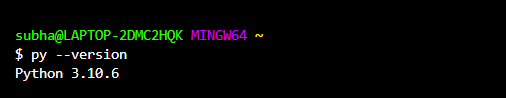 subha@LAPTOP-2DMC2HQK MINGW64 ~
$ py --version
Python 3.10.6